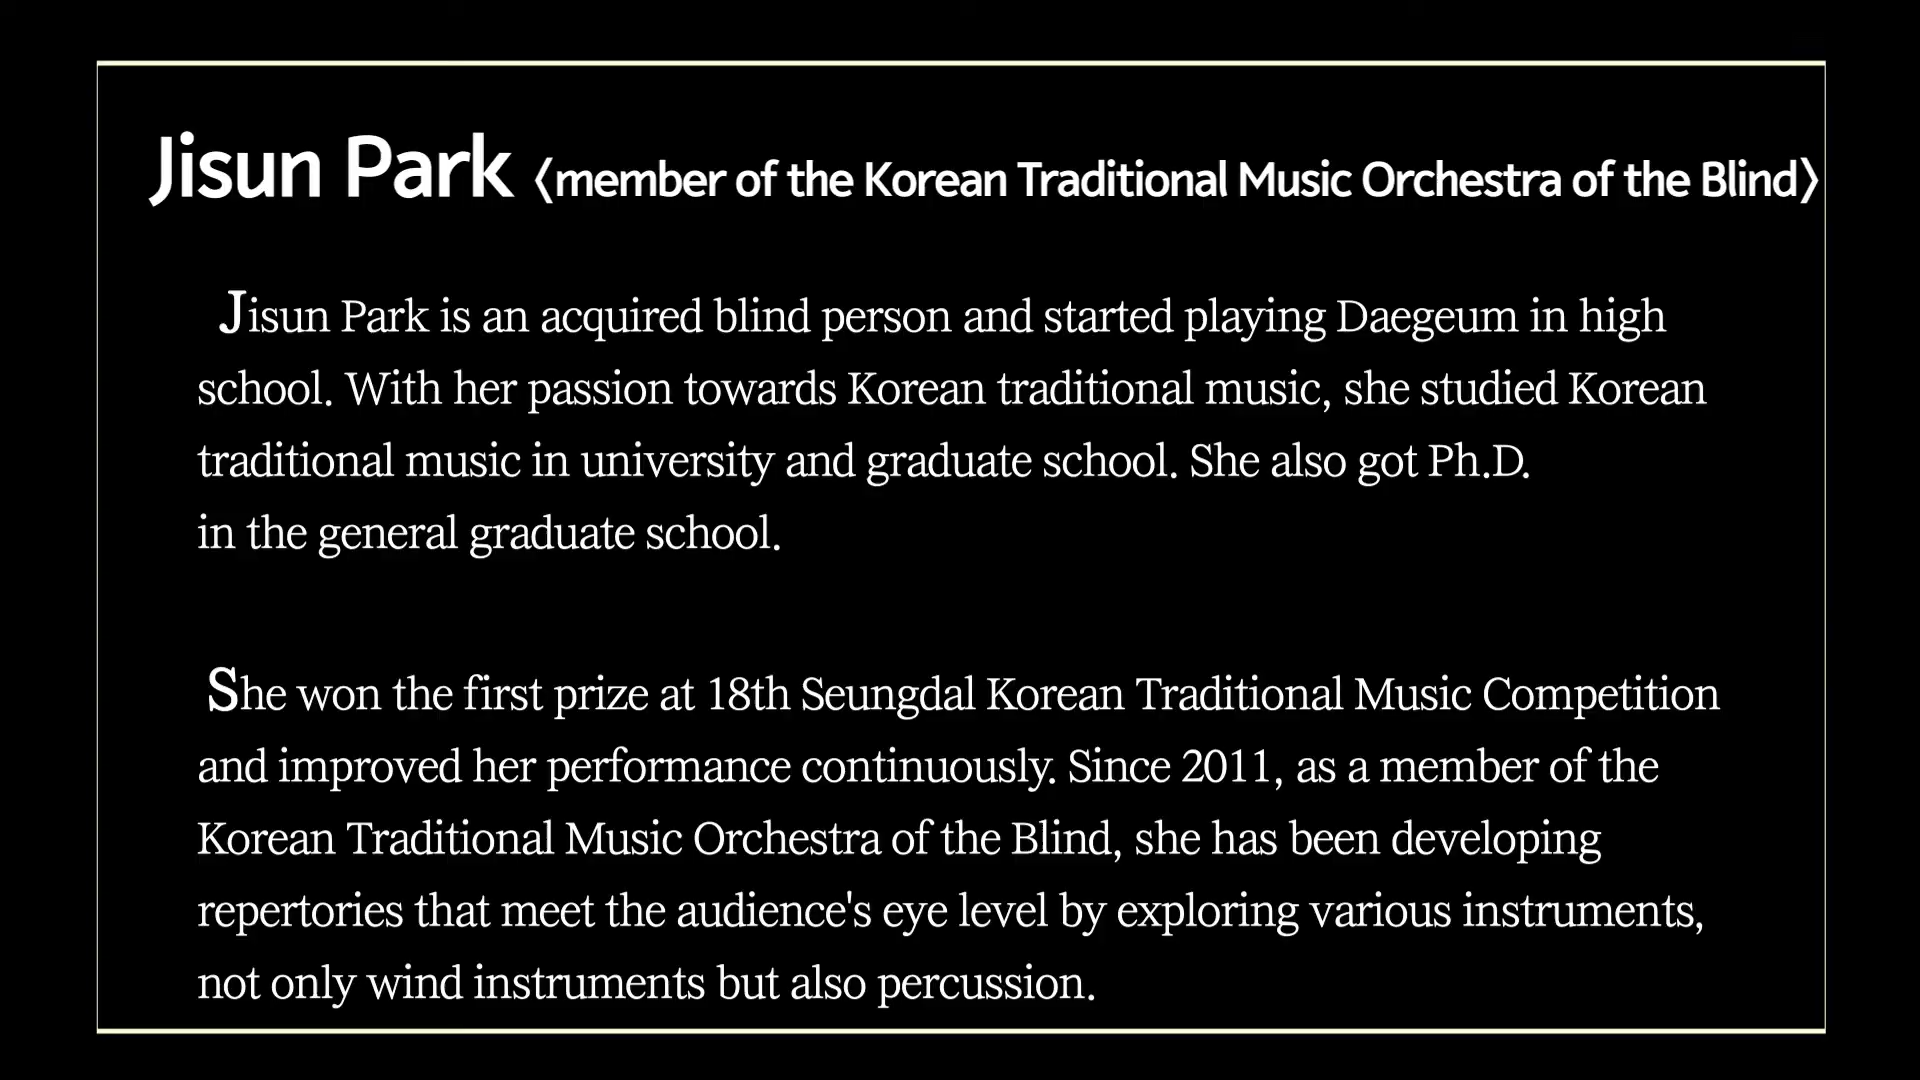 Jisun Park 〈member of the Korean Traditional Music Orchestra of the Blind〉
Jisun Park is an acquired blind person and started playing Daegeum in high
school. With her passion towards Korean traditional music, she studied Korean
traditional music in university and graduate school. She also got Ph.D.
in the general graduate school.
She won the first prize at 18th Seungdal Korean Traditional Music Competition
and improved her performance continuously. Since 2011, as a member of the
Korean Traditional Music Orchestra of the Blind, she has been developing
repertories that meet the audience's eye level by exploring various instruments,
not only wind instruments but also percussion.